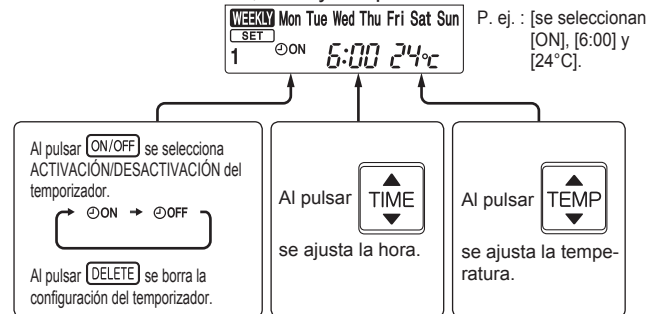 WEEKLY Mon Tue Wed Thu Fri Sat Sun
SET
1 ON 6:00 24°C
P. ej. : [se seleccionan
[ON], [6:00] y
[24°C].
Al pulsar ON/OFF se selecciona
ACTIVACIÓN/DESACTIVACIÓN del
temporizador.
ON → OFF
Al pulsar DELETE se borra la
configuración del temporizador.
Al pulsar TIME
se ajusta la hora.
Al pulsar TEMP
se ajusta la tempe-
ratura.